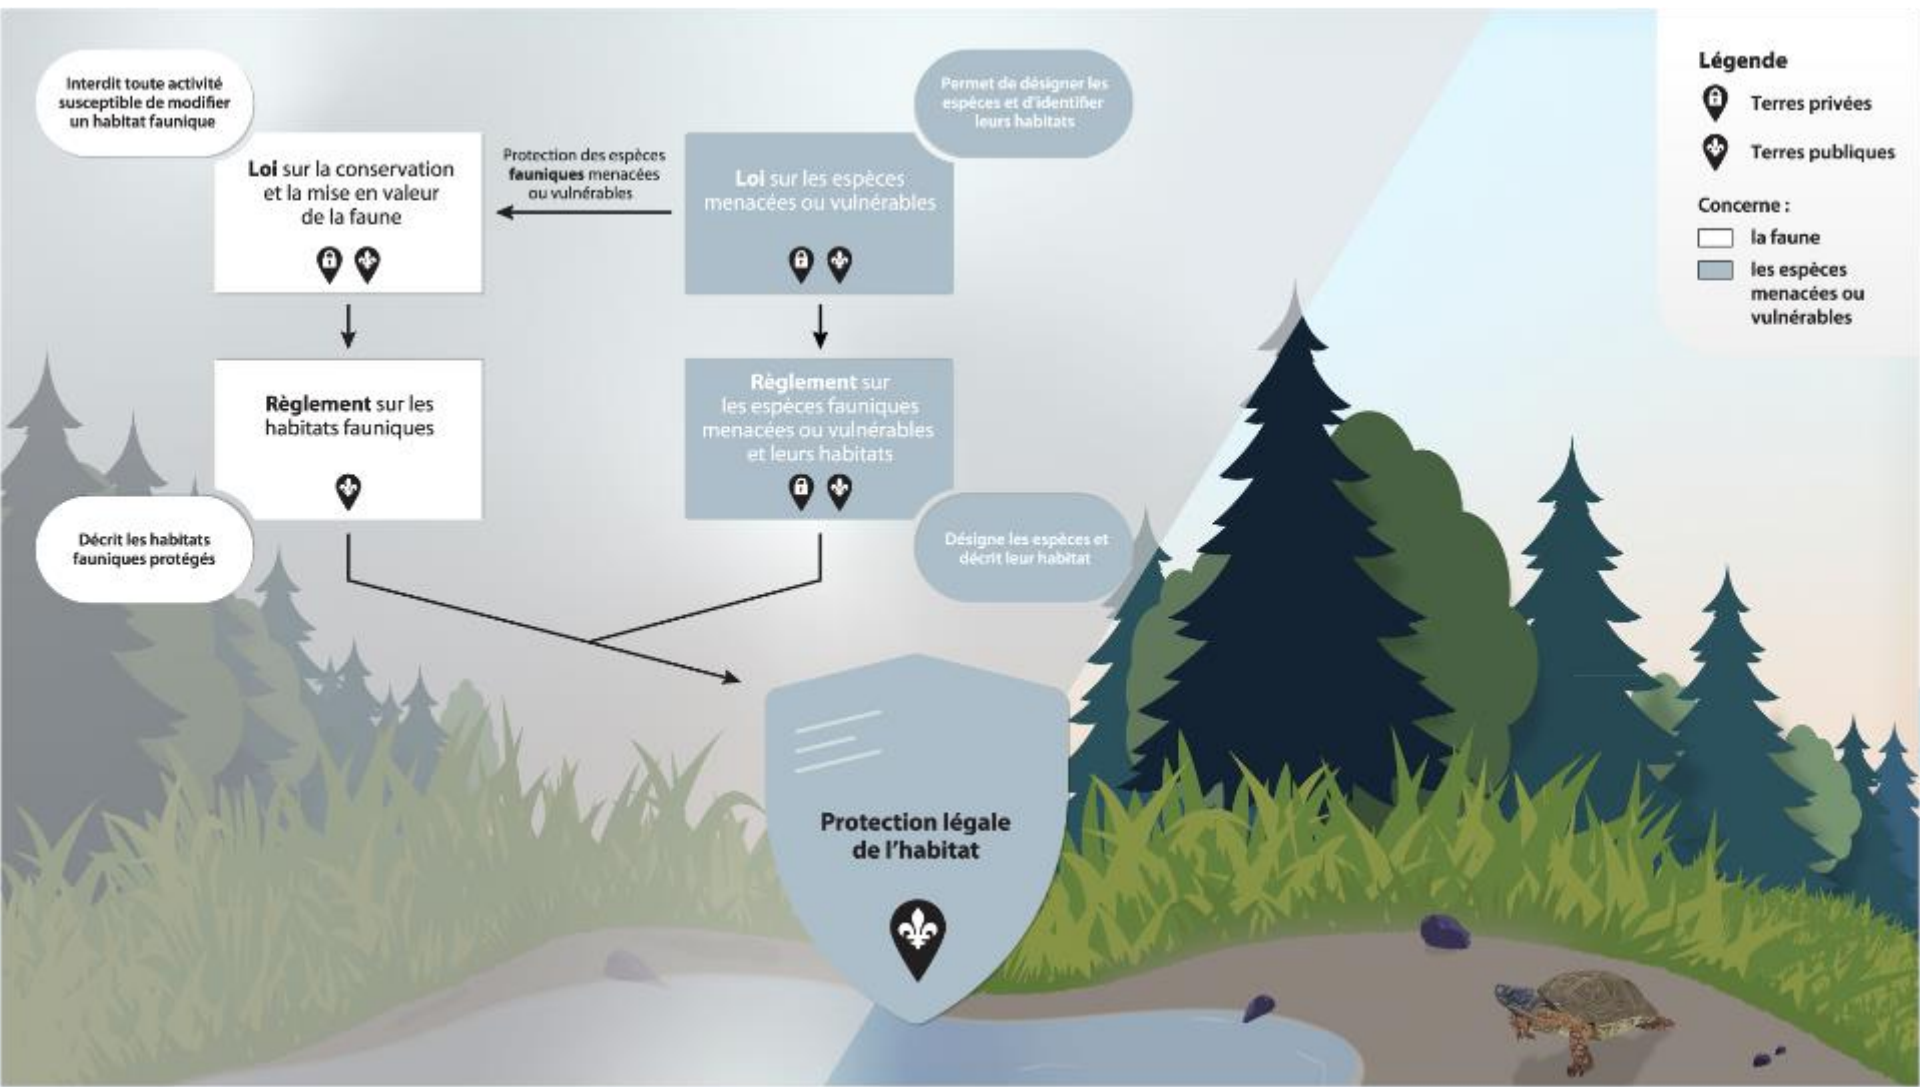 Interdit toute activité
susceptible de modifier
un habitat faunique
Loi sur la conservation
et la mise en valeur
de la faune
Protection des espèces
fauniques menacées
ou vulnérables
Permet de désigner les
espèces et d'identifier
leurs habitats
Loi sur les espèces
menacées ou vulnérables
Règlement sur les
habitats fauniques
Décrit les habitats
fauniques protégés
Règlement sur
les espèces fauniques
menacées ou vulnérables
et leurs habitats
Désigne les espèces et
décrit leur habitat
Protection légale
de l'habitat
Légende
Terres privées
Terres publiques
Concerne :
la faune
les espèces
menacées ou
vulnérables